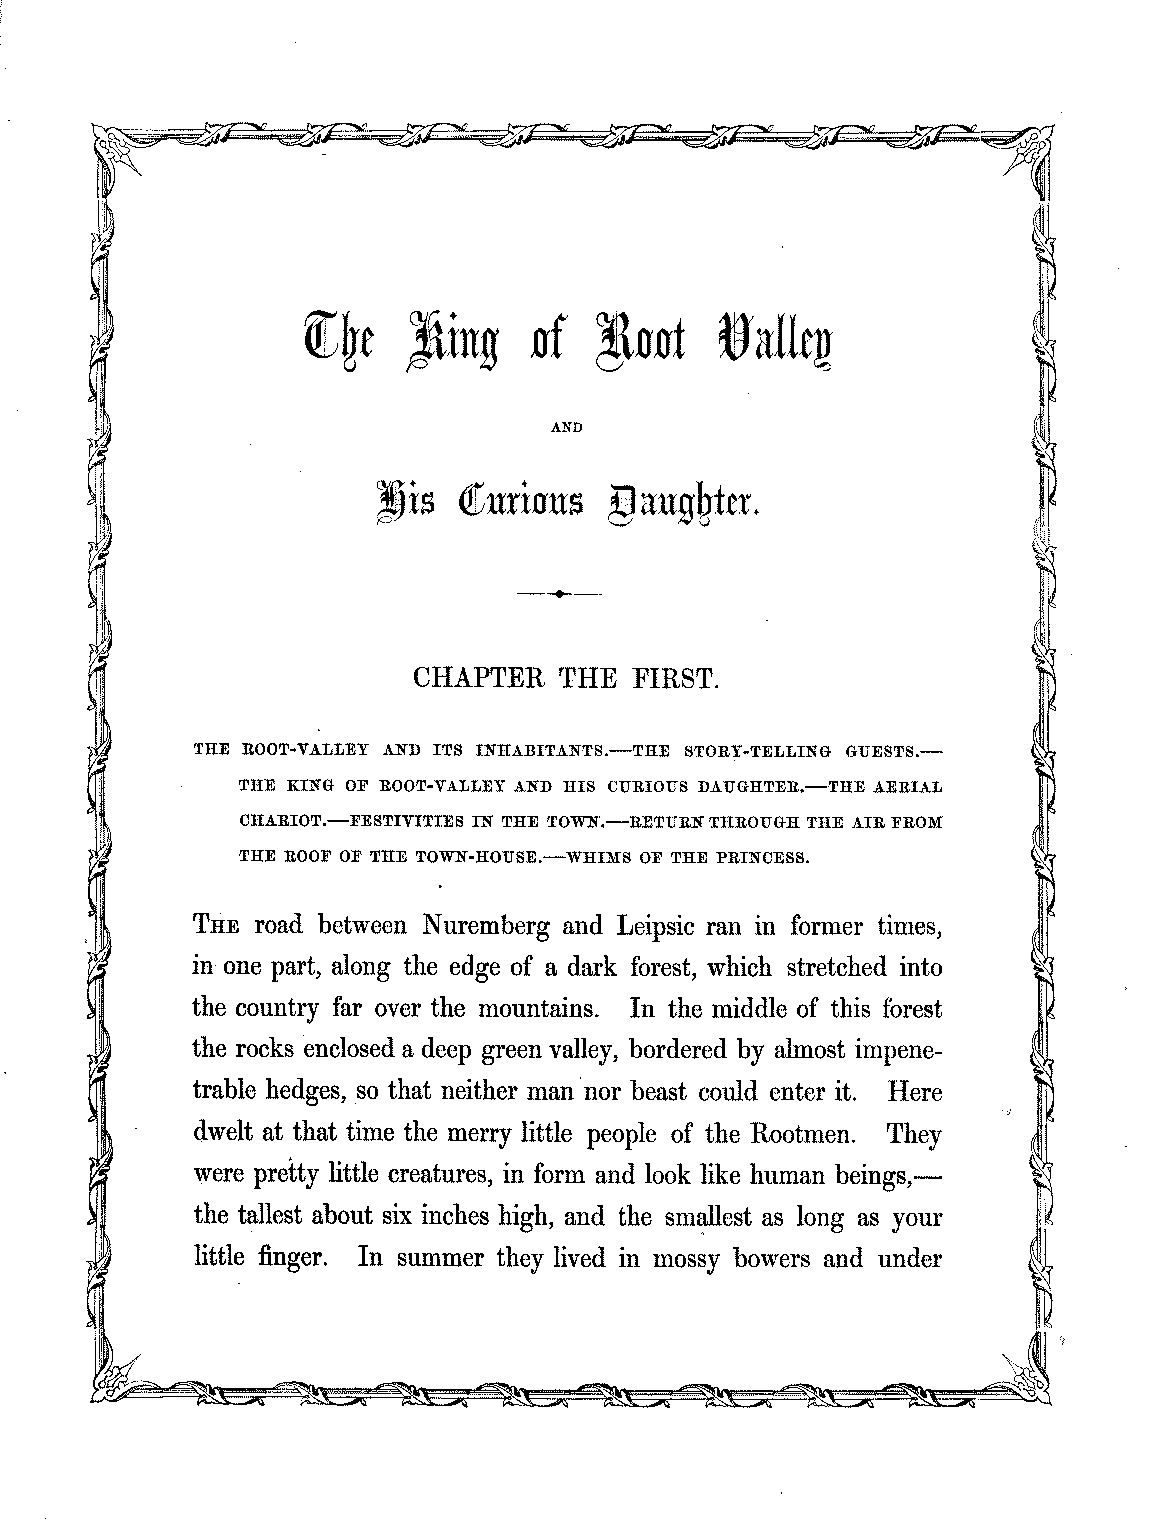 The King of Root Valley
AND
His Curious Daughter.
CHAPTER THE FIRST.
THE ROOT-VALLEY AND ITS INHABITANTS.—THE STORY-TELLING GUESTS.—
THE KING OF ROOT-VALLEY AND HIS CURIOUS DAUGHTER.—THE AERIAL
CHARIOT.—FESTIVITIES IN THE TOWN.—RETURN THROUGH THE AIR FROM
THE ROOF OF THE TOWN-HOUSE.—WHIMS OF THE PRINCESS.
THE road between Nuremberg and Leipsic ran in former times,
in one part, along the edge of a dark forest, which stretched into
the country far over the mountains. In the middle of this forest
the rocks enclosed a deep green valley, bordered by almost impene-
trable hedges, so that neither man nor beast could enter it. Here
dwelt at that time the merry little people of the Rootmen. They
were pretty little creatures, in form and look like human beings,—
the tallest about six inches high, and the smallest as long as your
little finger. In summer they lived in mossy bowers and under